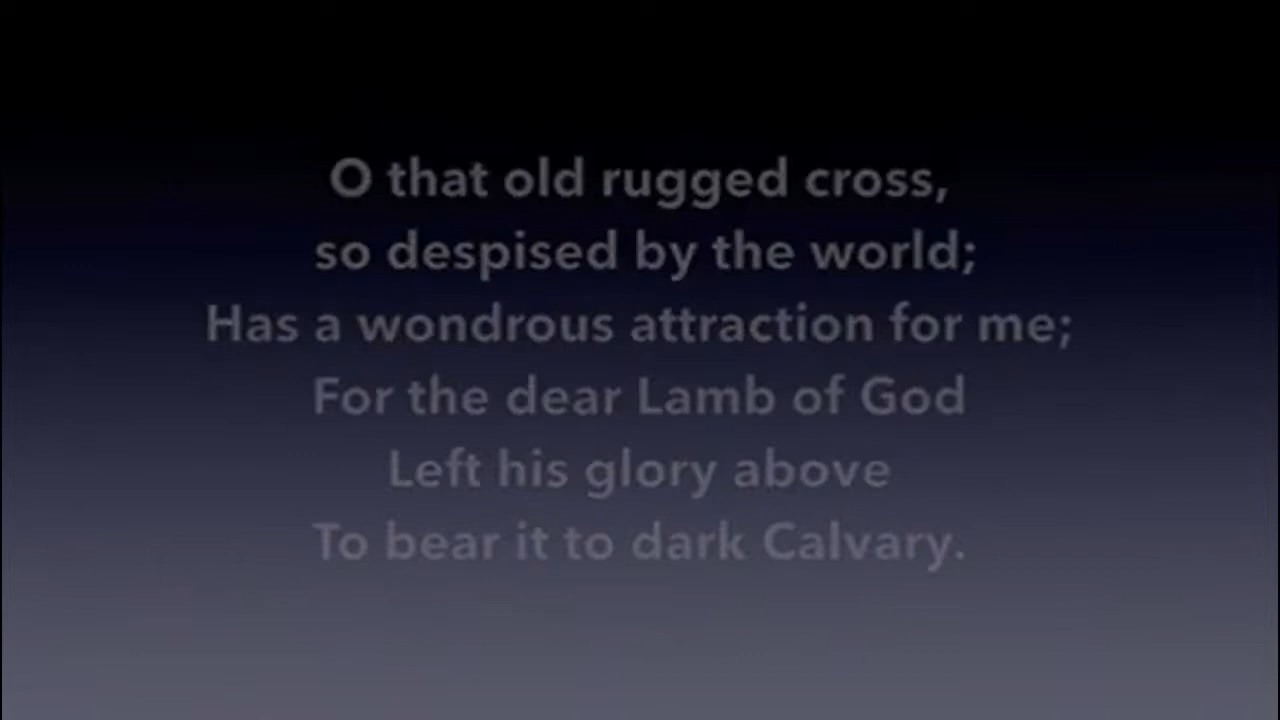 O that old rugged cross,
so despised by the world;
Has a wondrous attraction for me;
For the dear Lamb of God
Left his glory above
To bear it to dark Calvary.